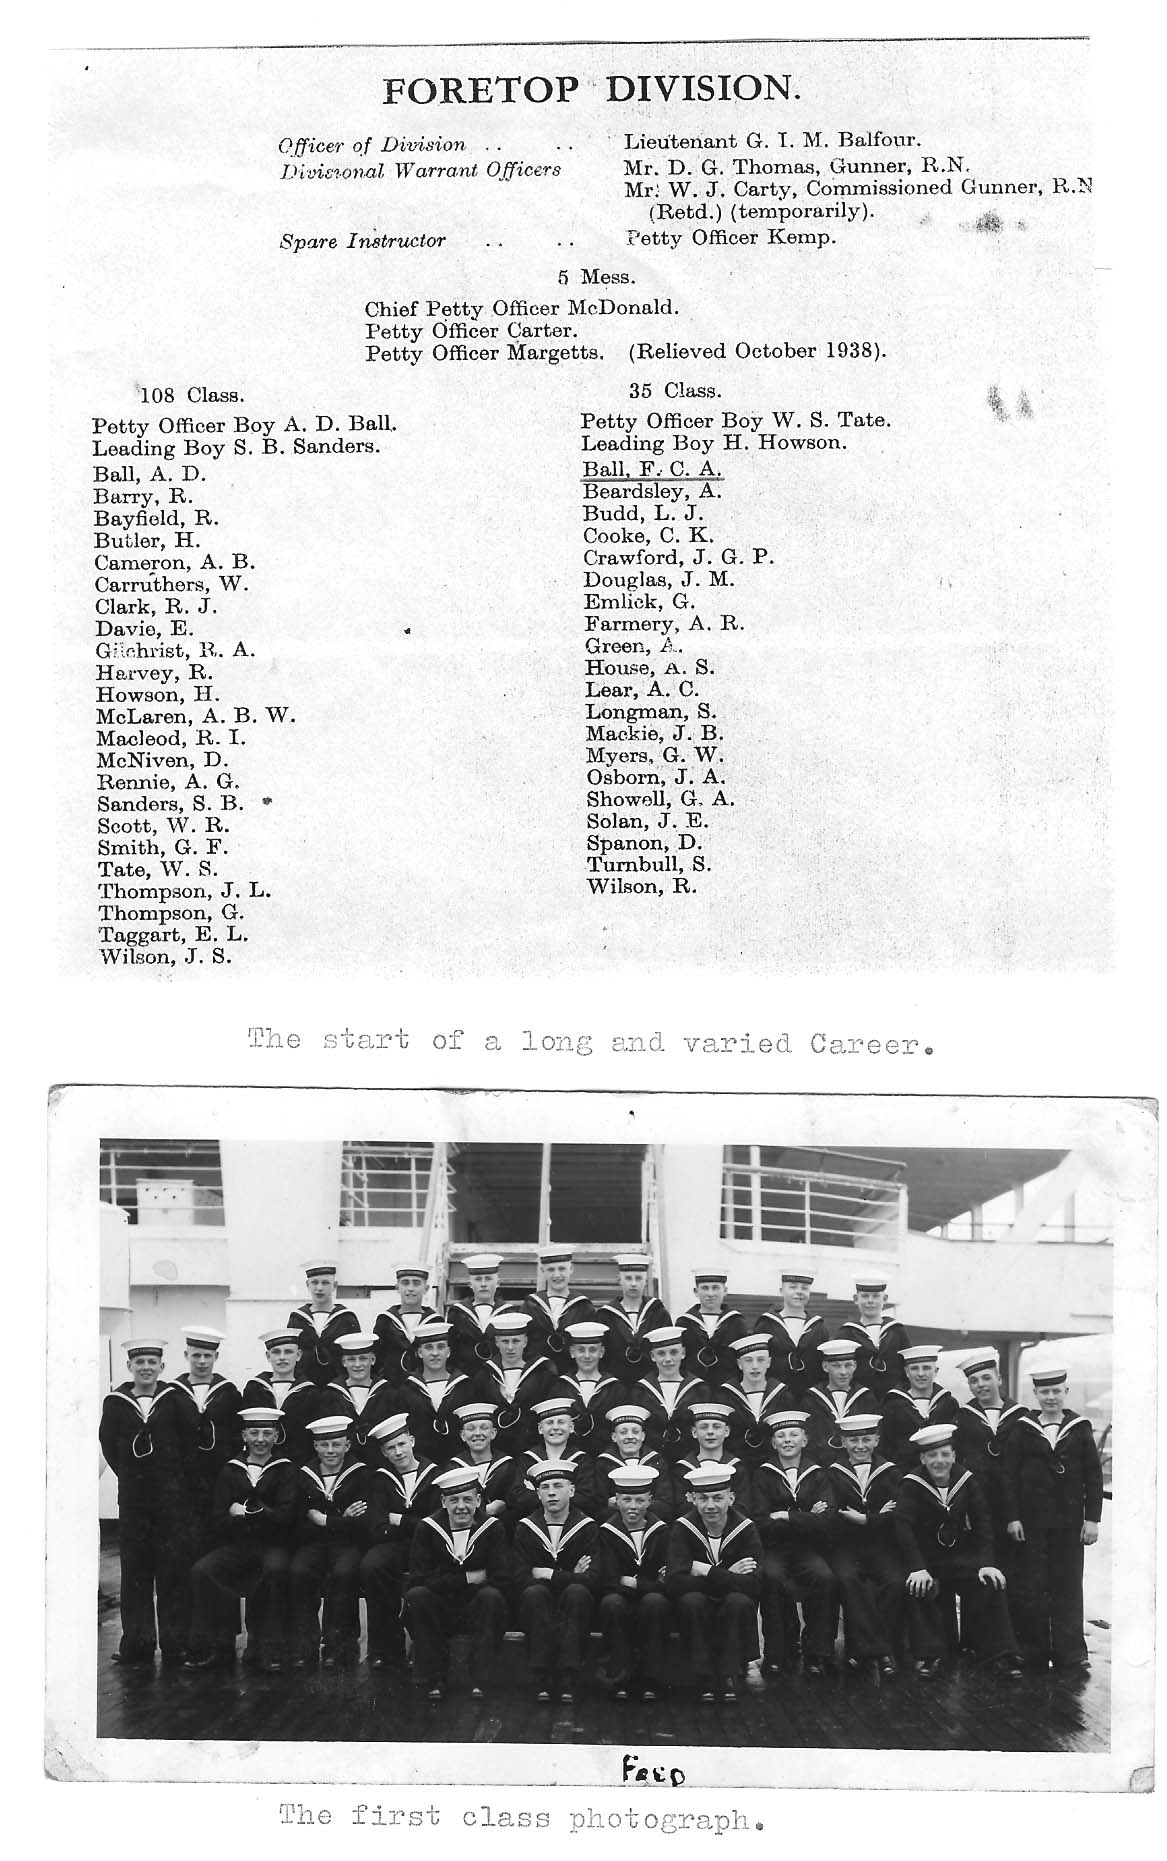 FORETOP DIVISION.
Officer of Division . . . . Lieutenant G. I. M. Balfour.
Divisional Warrant Officers Mr. D. G. Thomas, Gunner, R.N.
Mr. W. J. Carty, Commissioned Gunner, R.N
(Retd.) (temporarily).
Spare Instructor . . . . Petty Officer Kemp.
5 Mess.
Chief Petty Officer McDonald.
Petty Officer Carter.
Petty Officer Margetts. (Relieved October 1938).
108 Class.
Petty Officer Boy A. D. Ball.
Leading Boy S. B. Sanders.
Ball, A. D.
Barry, R.
Bayfield, R.
Butler, H.
Cameron, A. B.
Carruthers, W.
Clark, R. J.
Davie, E.
Gilchrist, R. A.
Harvey, R.
Howson, H.
McLaren, A. B. W.
Macleod, R. I.
McNiven, D.
Rennie, A. G.
Sanders, S. B.
Scott, W. R.
Smith, G. F.
Tate, W. S.
Thompson, J. L.
Thompson, G.
Taggart, E. L.
Wilson, J. S.
35 Class.
Petty Officer Boy W. S. Tate.
Leading Boy H. Howson.
Ball, F. C. A.
Beardsley, A.
Budd, L. J.
Cooke, C. K.
Crawford, J. G. P.
Douglas, J. M.
Emlick, G.
Farmery, A. R.
Green, A.
House, A. S.
Lear, A. C.
Longman, S.
Mackie, J. B.
Myers, G. W.
Osborn, J. A.
Showell, G. A.
Solan, J. E.
Spanon, D.
Turnbull, S.
Wilson, R.
The start of a long and varied Career.
The first class photograph.